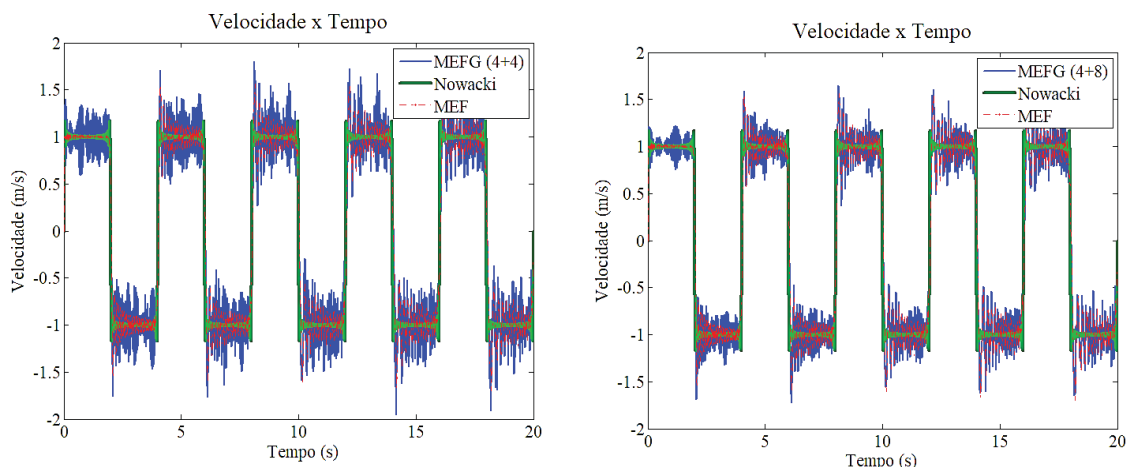 Velocidade x Tempo
MEFG (4+4)
Nowacki
MEF
2
1.5
1
0.5
0
-0.5
-1
-1.5
-2
Velocidade (m/s)
0 5 10 15 20
Tempo (s)
Velocidade x Tempo
MEFG (4+8)
Nowacki
MEF
2
1.5
1
0.5
0
-0.5
-1
-1.5
-2
Velocidade (m/s)
0 5 10 15 20
Tempo (s)